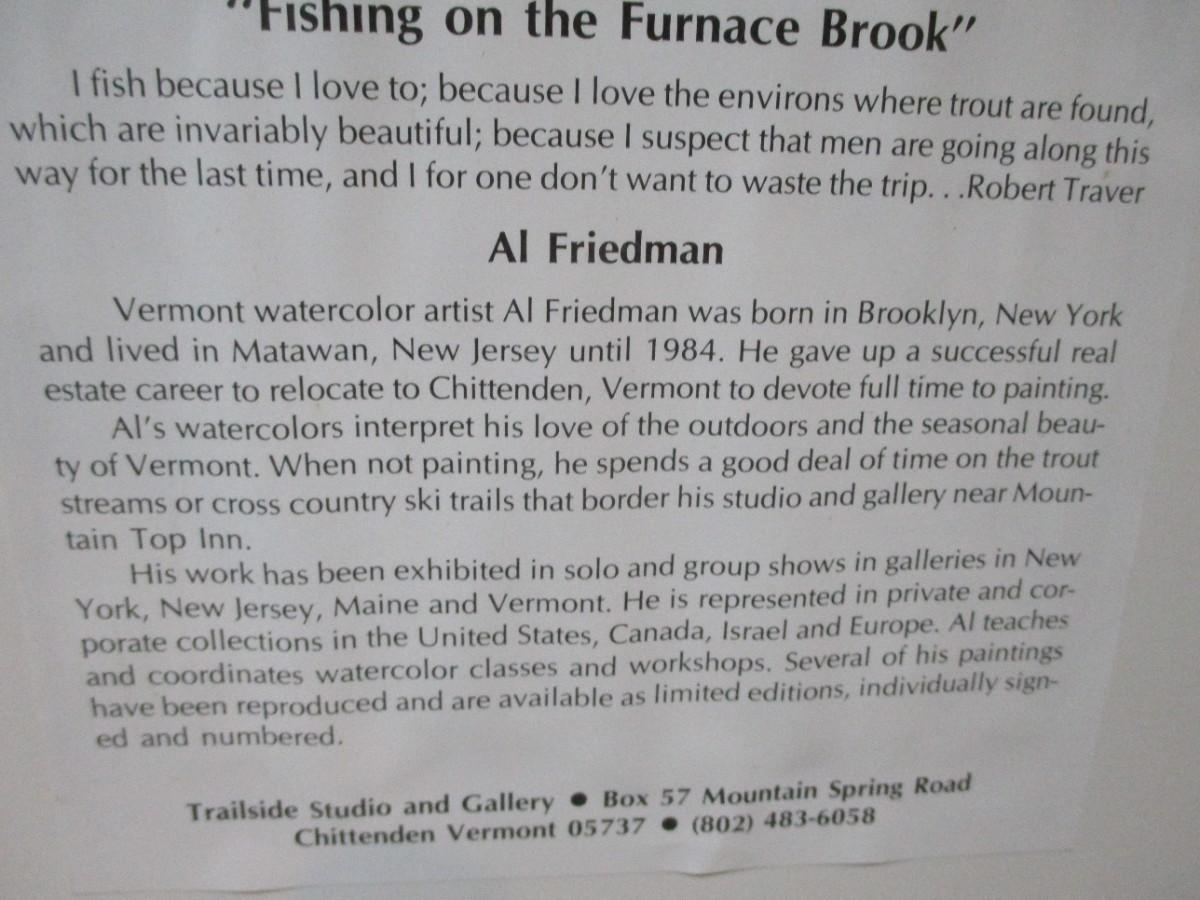 "Fishing on the Furnace Brook"
I fish because I love to; because I love the environs where trout are found,
which are invariably beautiful; because I suspect that men are going along this
way for the last time, and I for one don't want to waste the trip. . .Robert Traver
Al Friedman
Vermont watercolor artist Al Friedman was born in Brooklyn, New York
and lived in Matawan, New Jersey until 1984. He gave up a successful real
estate career to relocate to Chittenden, Vermont to devote full time to painting.
Al's watercolors interpret his love of the outdoors and the seasonal beau-
ty of Vermont. When not painting, he spends a good deal of time on the trout
streams or cross country ski trails that border his studio and gallery near Moun-
tain Top Inn.
His work has been exhibited in solo and group shows in galleries in New
York, New Jersey, Maine and Vermont. He is represented in private and cor-
porate collections in the United States, Canada, Israel and Europe. Al teaches
and coordinates watercolor classes and workshops. Several of his paintings
have been reproduced and are available as limited editions, individually sign-
ed and numbered.
Trailside Studio and Gallery ● Box 57 Mountain Spring Road
Chittenden Vermont 05737 ● (802) 483-6058